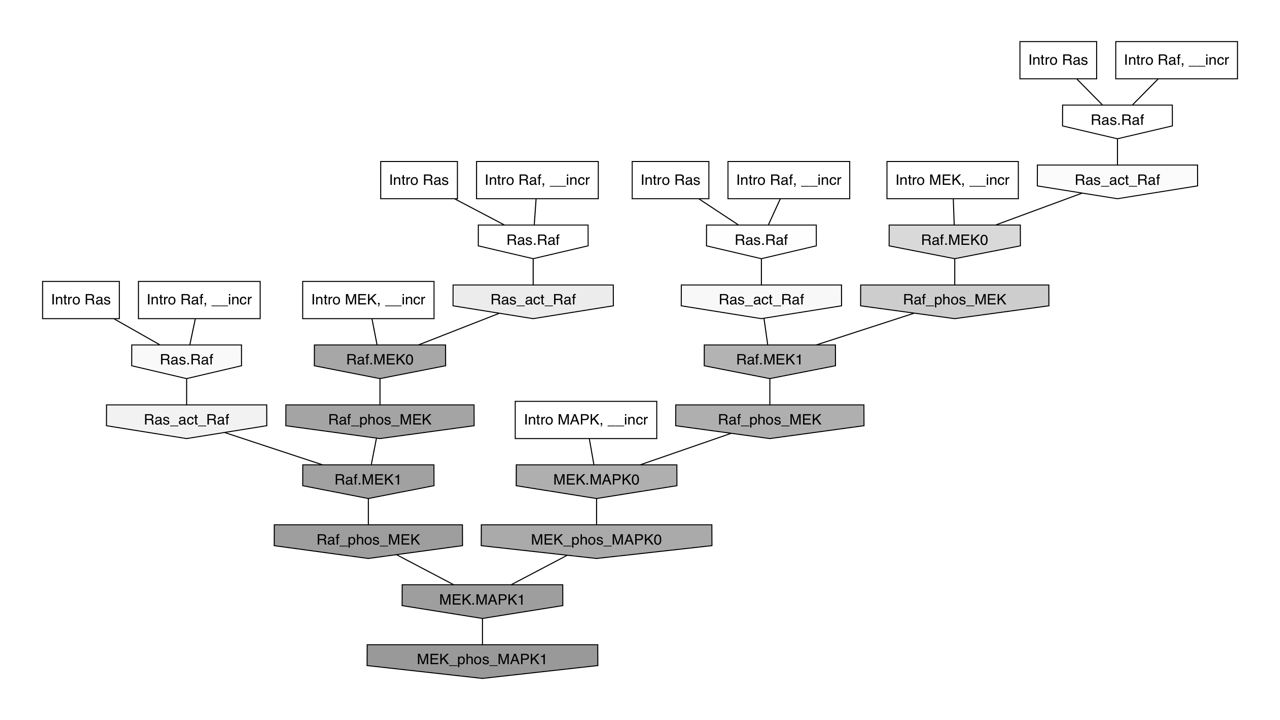 Intro Ras
Intro Raf, __incr
Ras.Raf
Intro Ras
Intro Raf, __incr
Intro Ras
Intro Raf, __incr
Intro MEK, __incr
Ras_act_Raf
Ras.Raf
Ras.Raf
Raf.MEK0
Intro Ras
Intro Raf, __incr
Intro MEK, __incr
Ras_act_Raf
Ras_act_Raf
Raf_phos_MEK
Ras.Raf
Raf.MEK0
Raf.MEK1
Ras_act_Raf
Raf_phos_MEK
Intro MAPK, __incr
Raf_phos_MEK
Raf.MEK1
MEK.MAPK0
Raf_phos_MEK
MEK_phos_MAPK0
MEK.MAPK1
MEK_phos_MAPK1